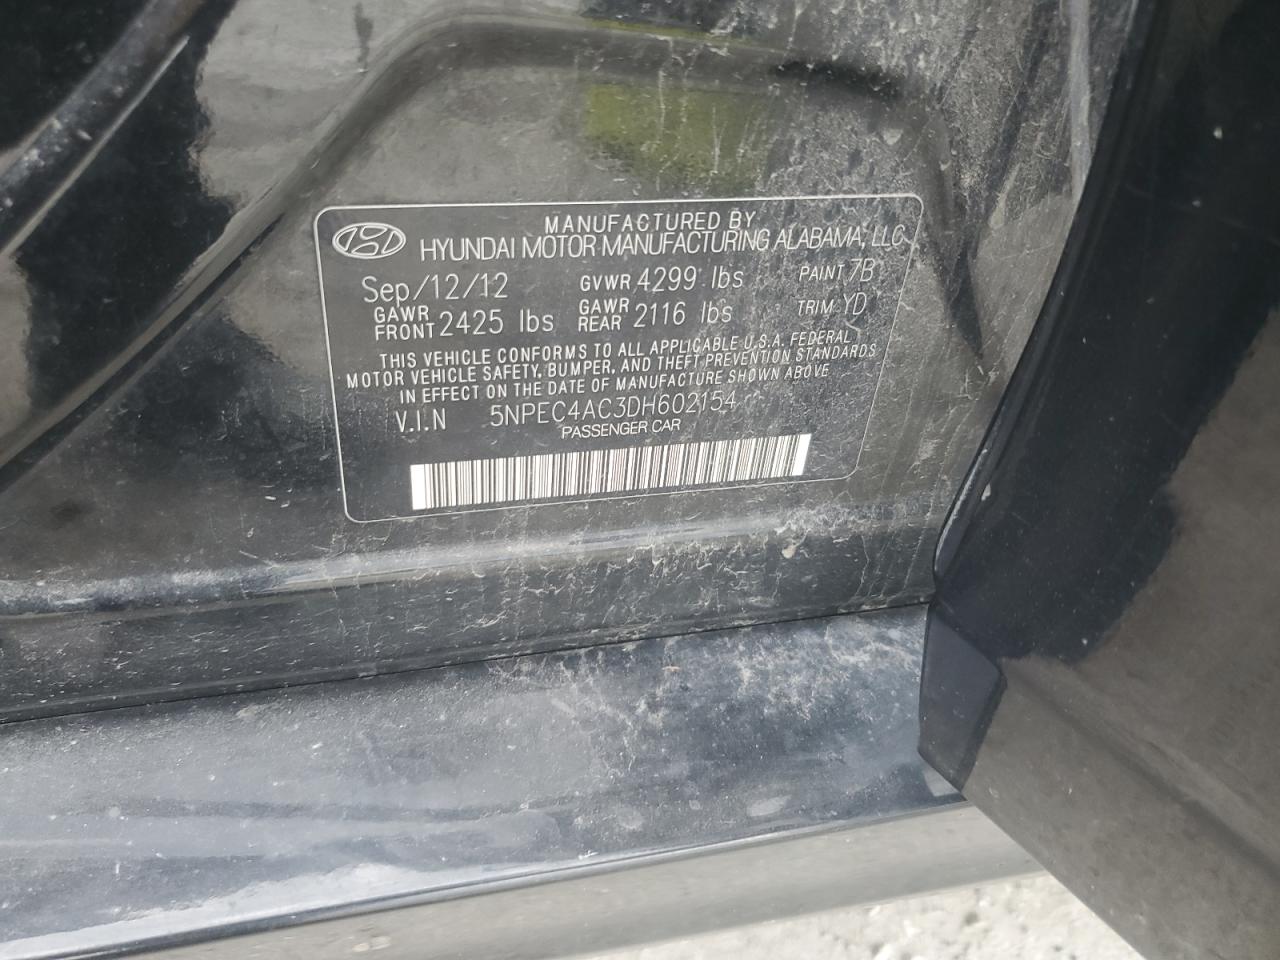 MANUFACTURED BY
HYUNDAI MOTOR MANUFACTURING ALABAMA, LLC
Sep/12/12 GVWR 4299 lbs PAINT 7B
GAWR FRONT 2425 lbs GAWR REAR 2116 lbs TRIM YD
THIS VEHICLE CONFORMS TO ALL APPLICABLE U.S.A. FEDERAL
MOTOR VEHICLE SAFETY, BUMPER, AND THEFT PREVENTION STANDARDS
IN EFFECT ON THE DATE OF MANUFACTURE SHOWN ABOVE
V.I.N 5NPEC4AC3DH602154
PASSENGER CAR